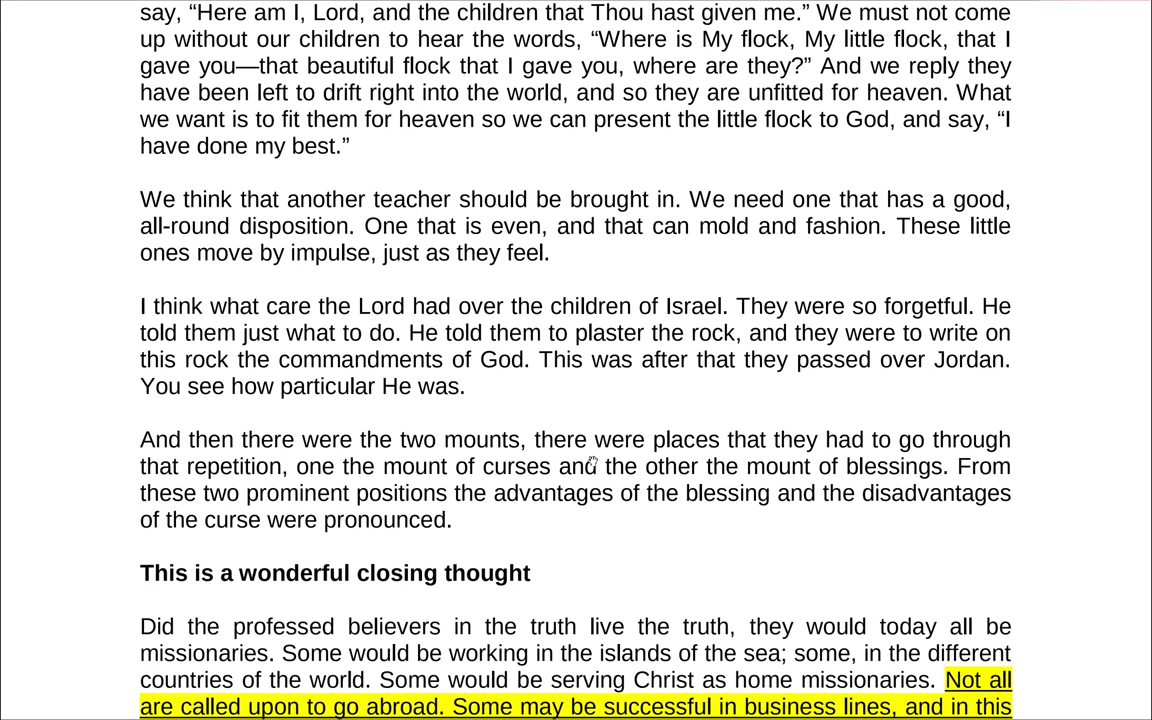 say, “Here am I, Lord, and the children that Thou hast given me.” We must not come
up without our children to hear the words, “Where is My flock, My little flock, that I
gave you—that beautiful flock that I gave you, where are they?” And we reply they
have been left to drift right into the world, and so they are unfitted for heaven. What
we want is to fit them for heaven so we can present the little flock to God, and say, “I
have done my best.”
We think that another teacher should be brought in. We need one that has a good,
all-round disposition. One that is even, and that can mold and fashion. These little
ones move by impulse, just as they feel.
I think what care the Lord had over the children of Israel. They were so forgetful. He
told them just what to do. He told them to plaster the rock, and they were to write on
this rock the commandments of God. This was after that they passed over Jordan.
You see how particular He was.
And then there were the two mounts, there were places that they had to go through
that repetition, one the mount of curses and the other the mount of blessings. From
these two prominent positions the advantages of the blessing and the disadvantages
of the curse were pronounced.
This is a wonderful closing thought
Did the professed believers in the truth live the truth, they would today all be
missionaries. Some would be working in the islands of the sea; some, in the different
countries of the world. Some would be serving Christ as home missionaries. Not all
are called upon to go abroad. Some may be successful in business lines, and in this